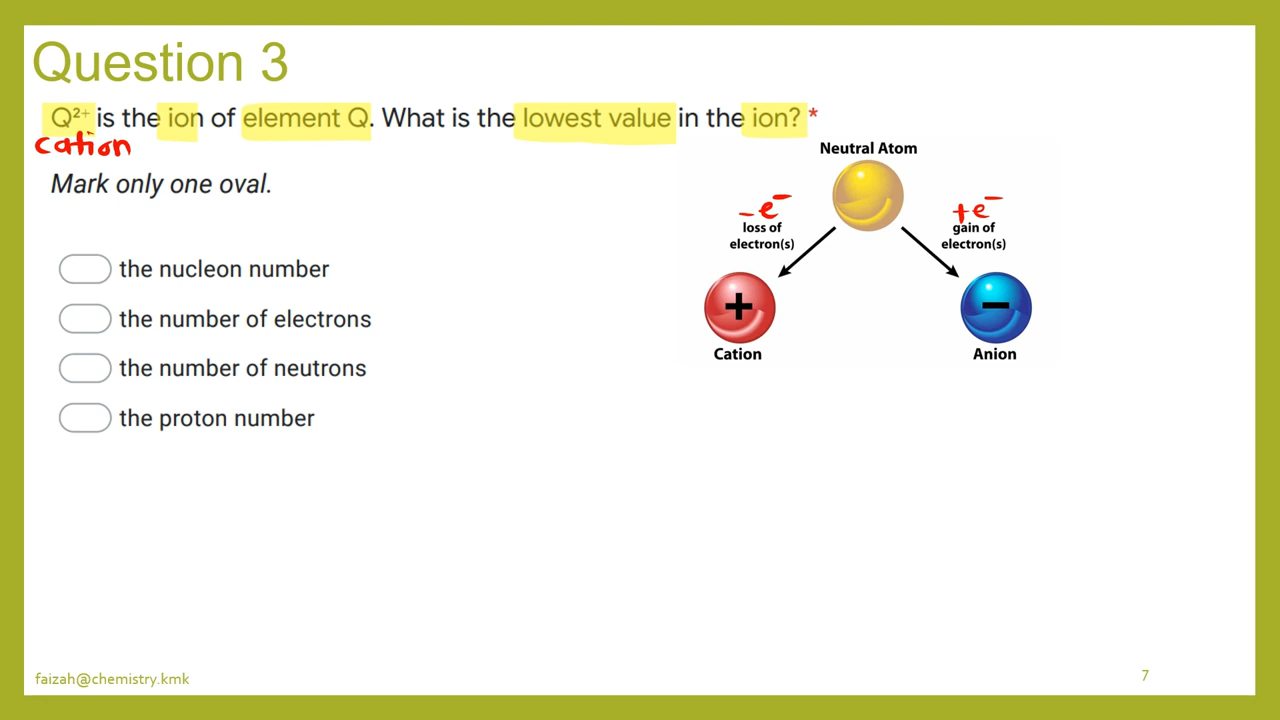 Question 3
Q²⁺ is the ion of element Q. What is the lowest value in the ion? *
cation
Mark only one oval.
the nucleon number
the number of electrons
the number of neutrons
the proton number
Neutral Atom
-e⁻
+e⁻
loss of
electron(s)
gain of
electron(s)
+
−
Cation
Anion
faizah@chemistry.kmk
7